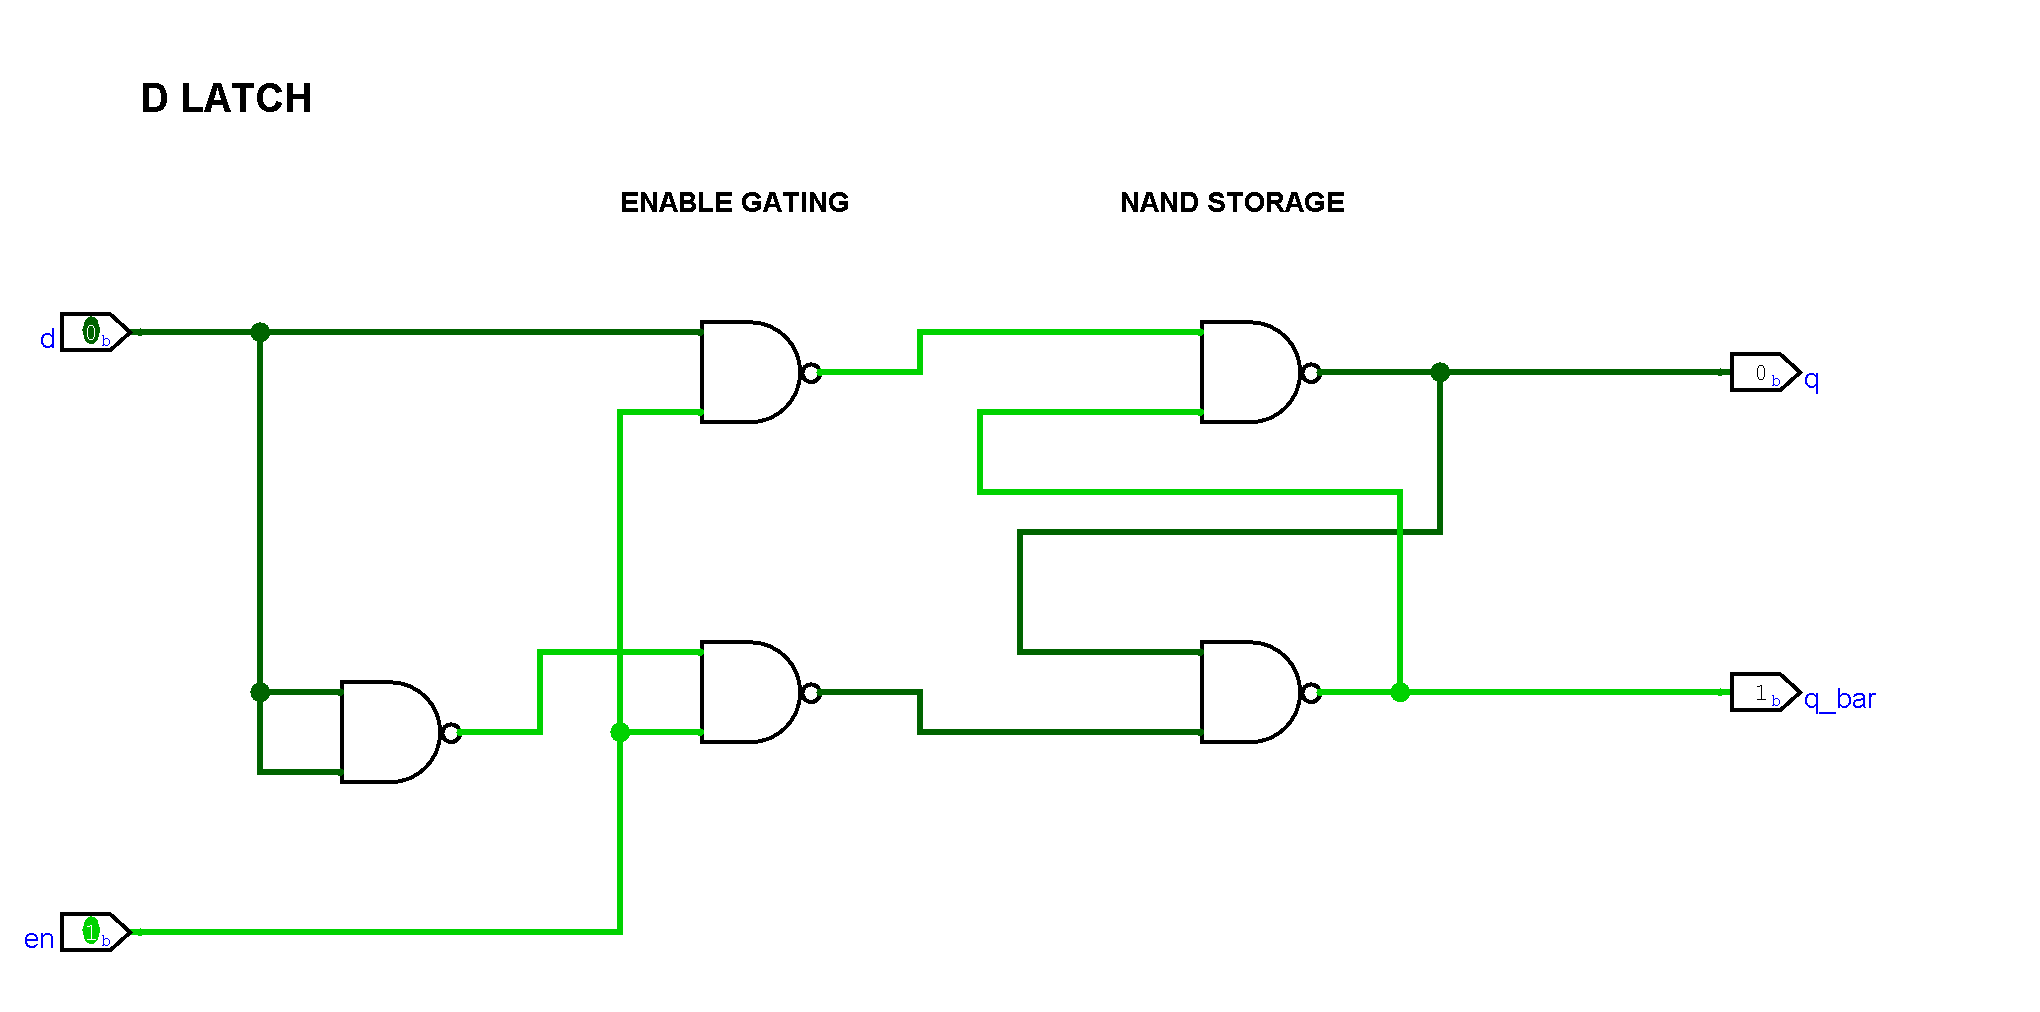 D LATCH
ENABLE GATING
NAND STORAGE
d
0b
0b
q
1b
q_bar
en
1b